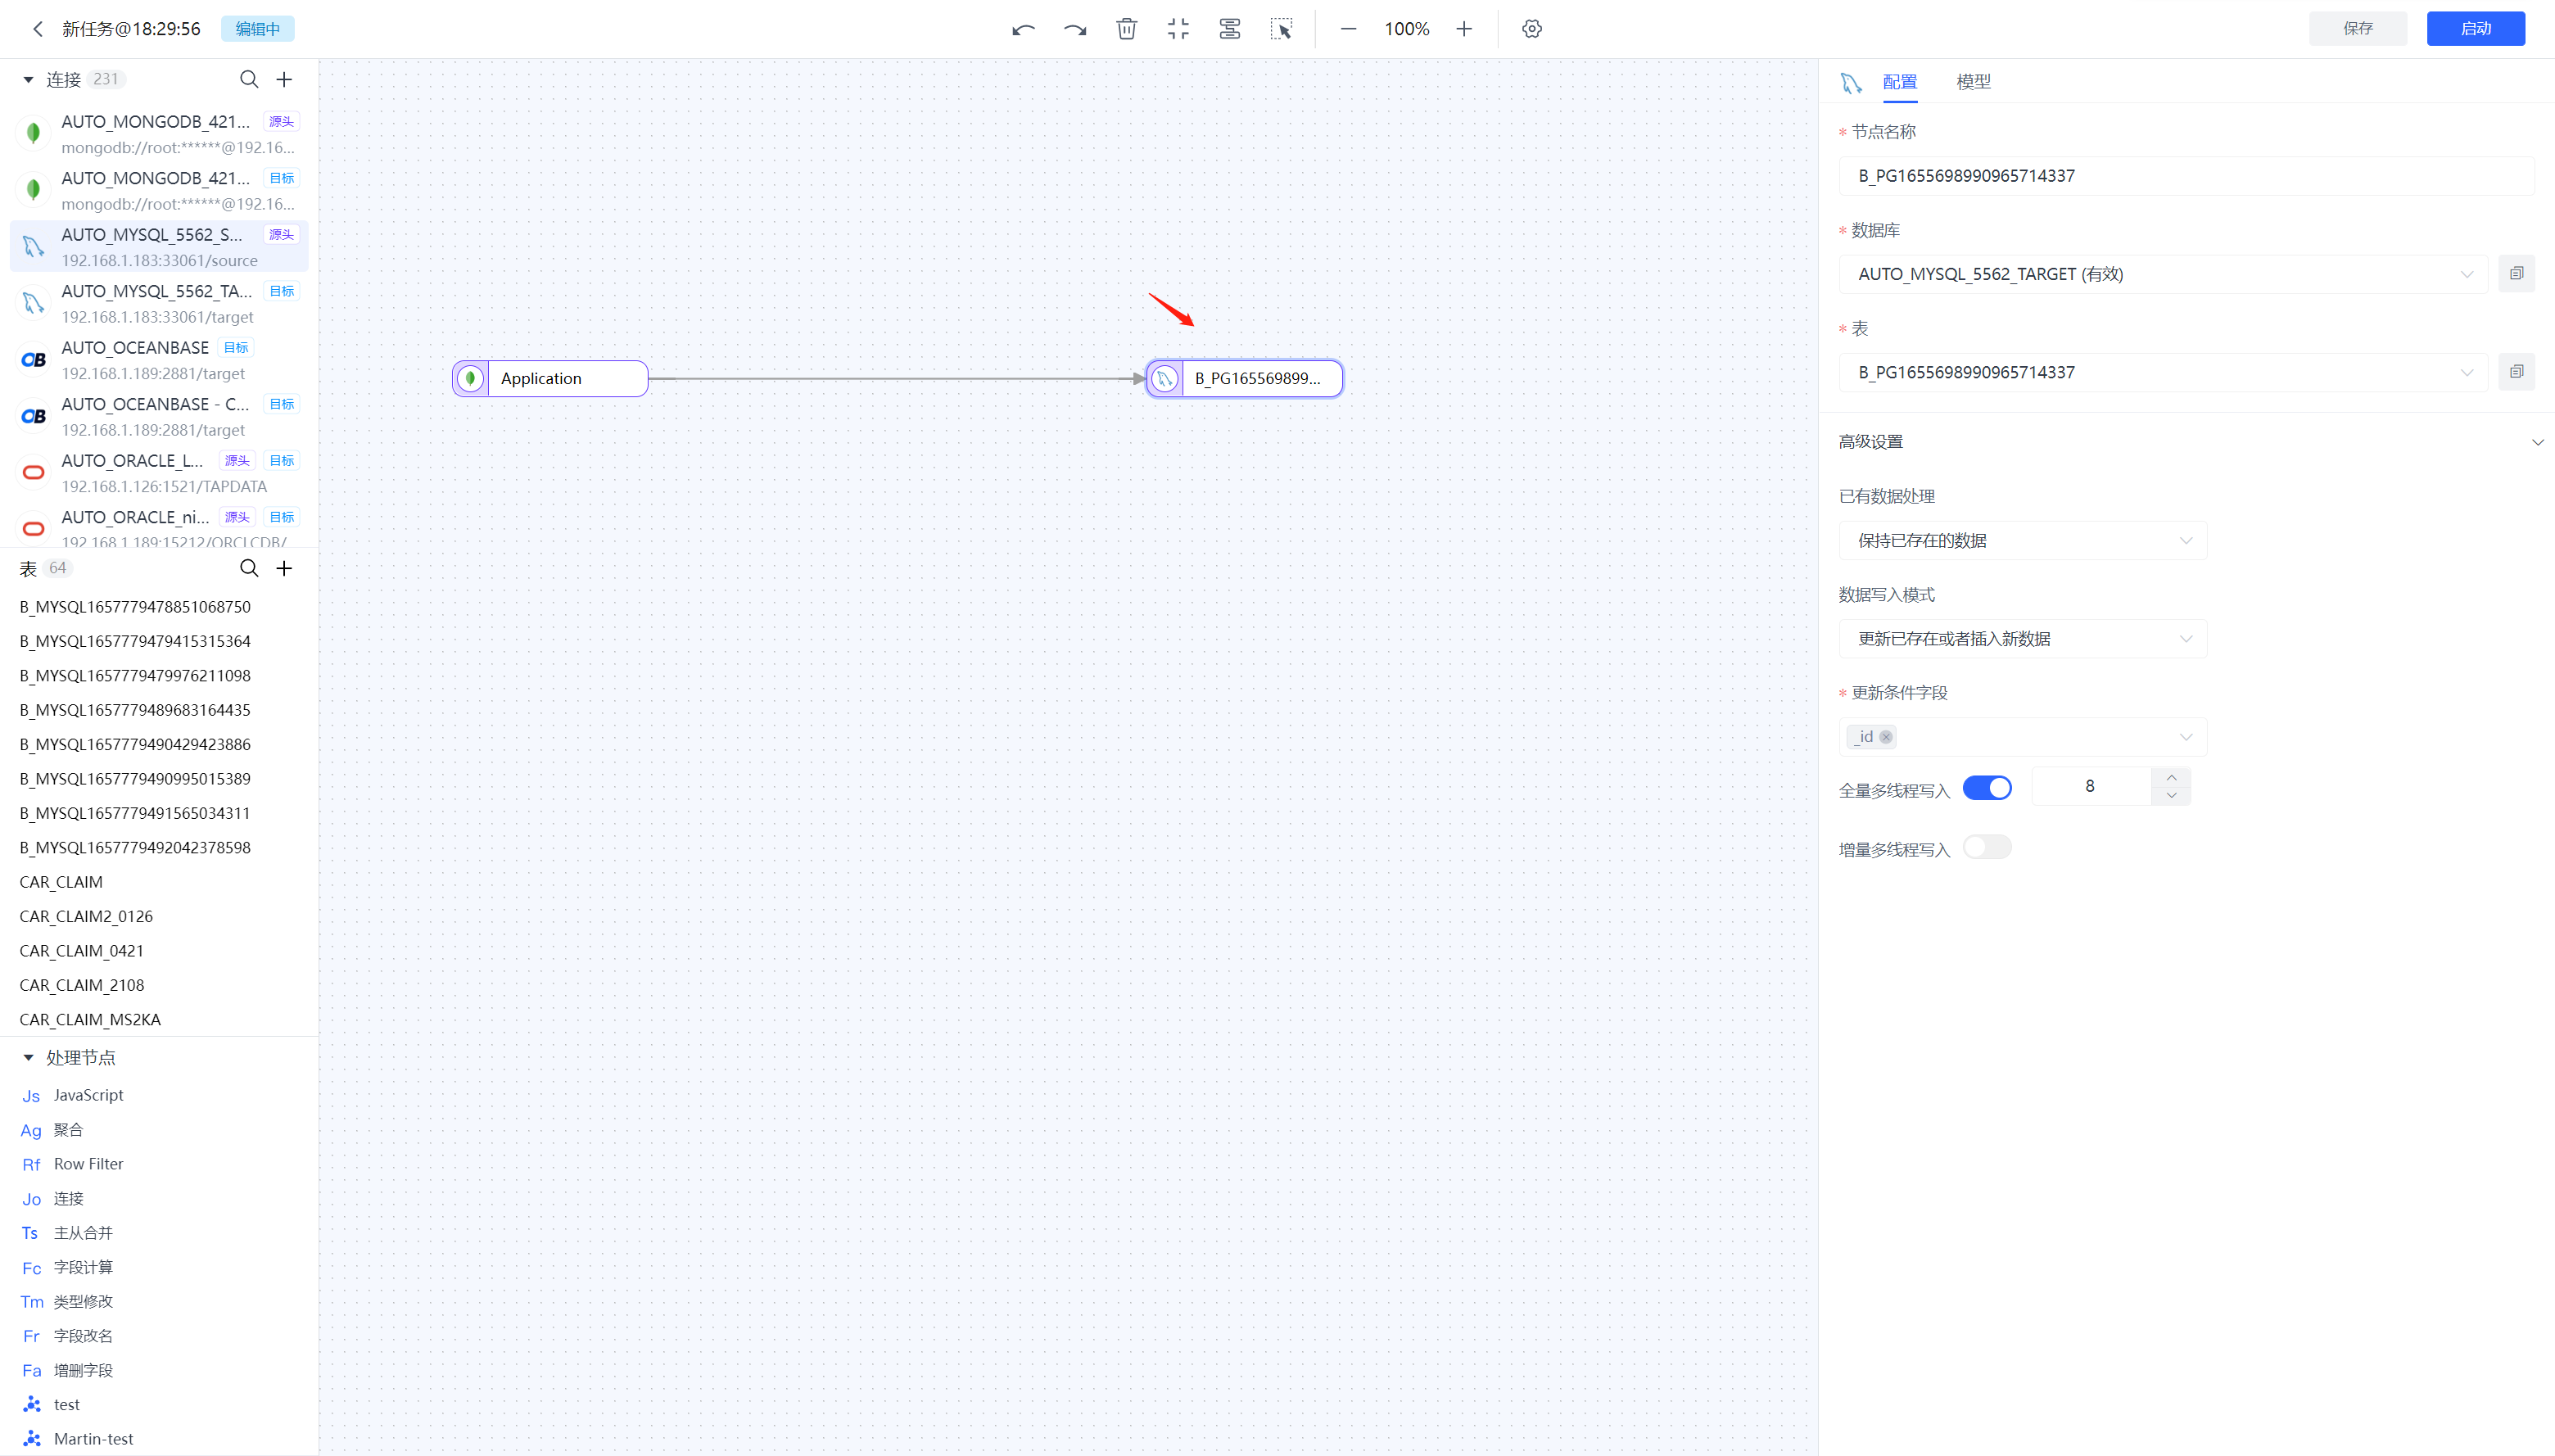 新任务@18:29:56 编辑中
100%
保存 启动
连接 231
AUTO_MONGODB_421... 源头
mongodb://root:******@192.16...
AUTO_MONGODB_421... 目标
mongodb://root:******@192.16...
AUTO_MYSQL_5562_S... 源头
192.168.1.183:33061/source
AUTO_MYSQL_5562_TA... 目标
192.168.1.183:33061/target
AUTO_OCEANBASE 目标
192.168.1.189:2881/target
AUTO_OCEANBASE - C... 目标
192.168.1.189:2881/target
AUTO_ORACLE_L... 源头 目标
192.168.1.126:1521/TAPDATA
AUTO_ORACLE_ni... 源头 目标
192.168.1.189:15212/ORCLCDB/
表 64
B_MYSQL1657779478851068750
B_MYSQL1657779479415315364
B_MYSQL1657779479976211098
B_MYSQL1657779489683164435
B_MYSQL1657779490429423886
B_MYSQL1657779490995015389
B_MYSQL1657779491565034311
B_MYSQL1657779492042378598
CAR_CLAIM
CAR_CLAIM2_0126
CAR_CLAIM_0421
CAR_CLAIM_2108
CAR_CLAIM_MS2KA
处理节点
Js JavaScript
Ag 聚合
Rf Row Filter
Jo 连接
Ts 主从合并
Fc 字段计算
Tm 类型修改
Fr 字段改名
Fa 增删字段
test
Martin-test
Application
B_PG165569899...
配置 模型
* 节点名称
B_PG1655698990965714337
* 数据库
AUTO_MYSQL_5562_TARGET (有效)
* 表
B_PG1655698990965714337
高级设置
已有数据处理
保持已存在的数据
数据写入模式
更新已存在或者插入新数据
* 更新条件字段
_id
全量多线程写入 8
增量多线程写入